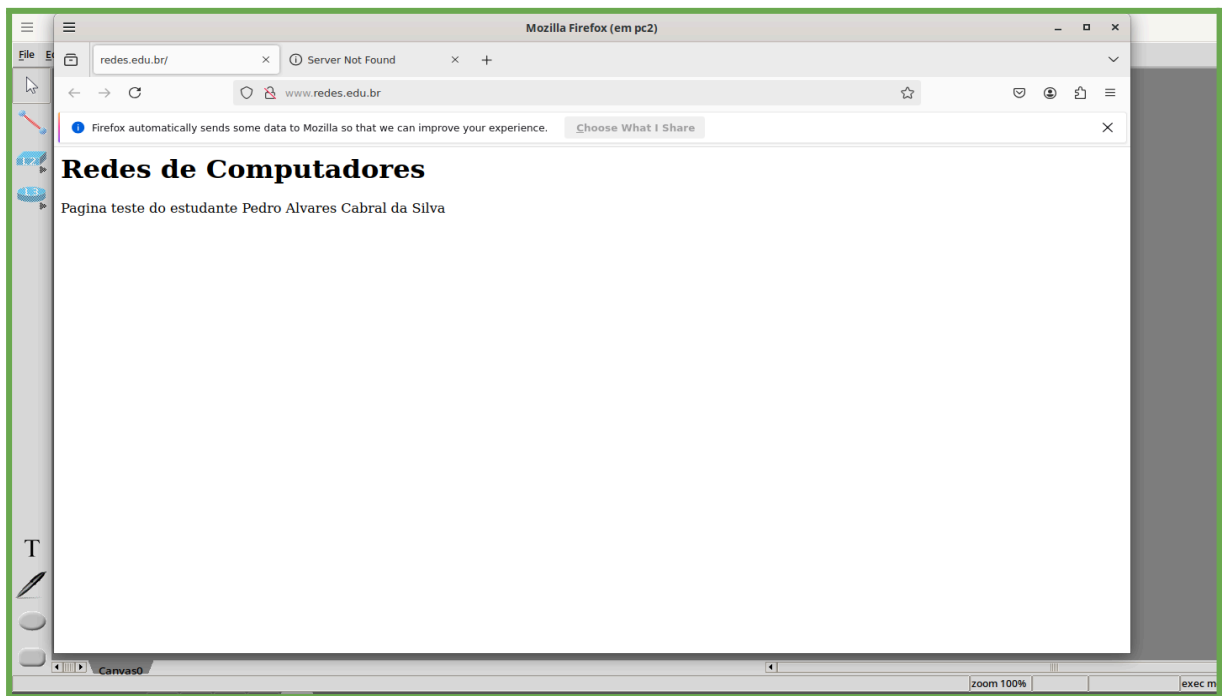 Mozilla Firefox (em pc2)
File
redes.edu.br/
Server Not Found
www.redes.edu.br
Firefox automatically sends some data to Mozilla so that we can improve your experience.
Choose What I Share
Redes de Computadores
Pagina teste do estudante Pedro Alvares Cabral da Silva
T
Canvas0
zoom 100%
exec m